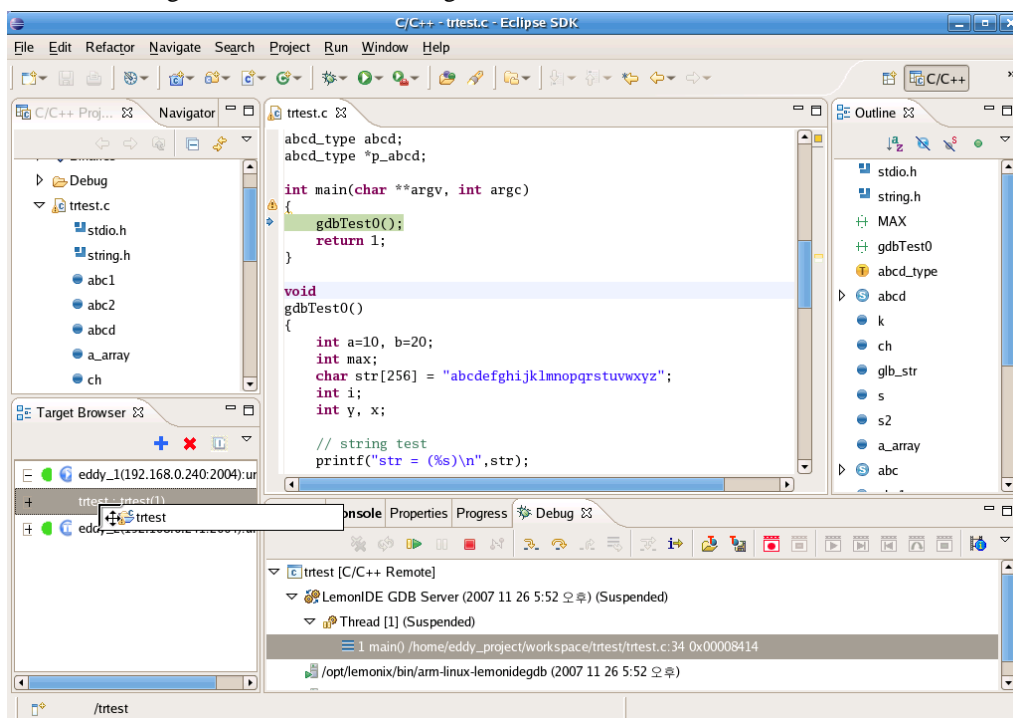 C/C++ - trtest.c - Eclipse SDK
File Edit Refactor Navigate Search Project Run Window Help
C/C++
C/C++ Proj...
Navigator
Debug
trtest.c
stdio.h
string.h
abc1
abc2
abcd
a_array
ch
Target Browser
eddy_1(192.168.0.240:2004):ur
trtest
trtest.c
abcd_type abcd;
abcd_type *p_abcd;
int main(char **argv, int argc)
{
gdbTest0();
return 1;
}
void
gdbTest0()
{
int a=10, b=20;
int max;
char str[256] = "abcdefghijklmnopqrstuvwxyz";
int i;
int y, x;
// string test
printf("str = (%s)\n",str);
Outline
stdio.h
string.h
MAX
gdbTest0
abcd_type
abcd
k
ch
glb_str
s
s2
a_array
abc
Properties Progress Debug
trtest [C/C++ Remote]
LemonIDE GDB Server (2007 11 26 5:52 오후) (Suspended)
Thread [1] (Suspended)
1 main() /home/eddy_project/workspace/trtest/trtest.c:34 0x00008414
/opt/lemonix/bin/arm-linux-lemonidegdb (2007 11 26 5:52 오후)
/trtest